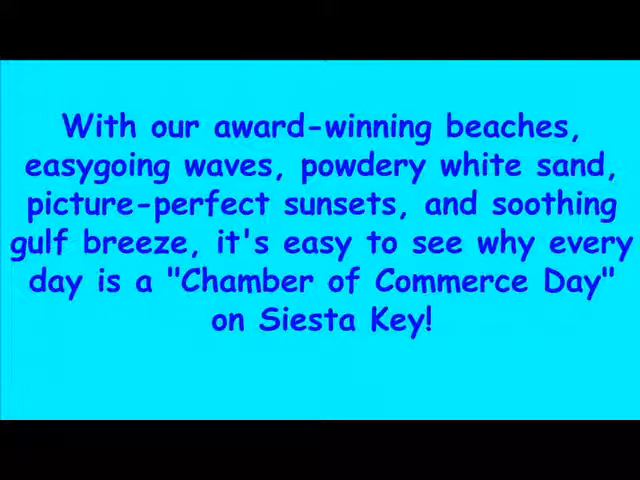 With our award-winning beaches,
easygoing waves, powdery white sand,
picture-perfect sunsets, and soothing
gulf breeze, it's easy to see why every
day is a "Chamber of Commerce Day"
on Siesta Key!